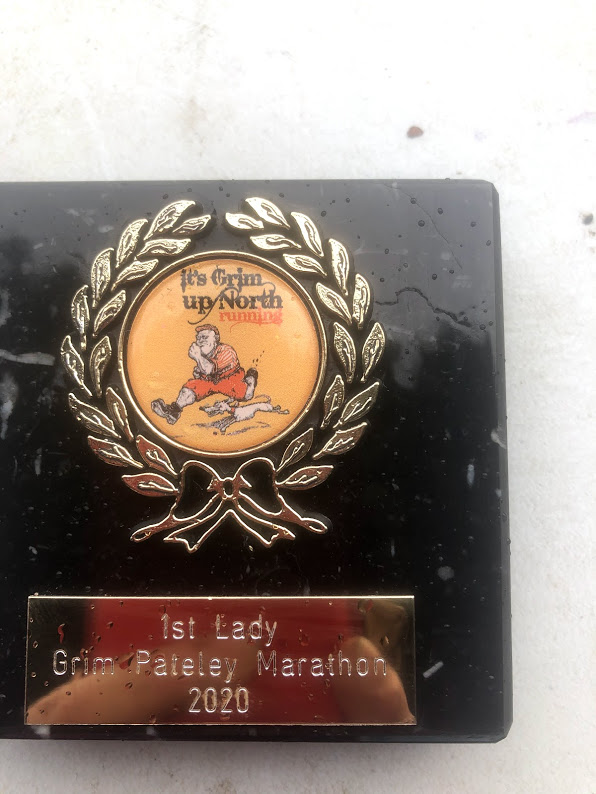 it's Grim
up North
running
1st Lady
Grim Pateley Marathon
2020